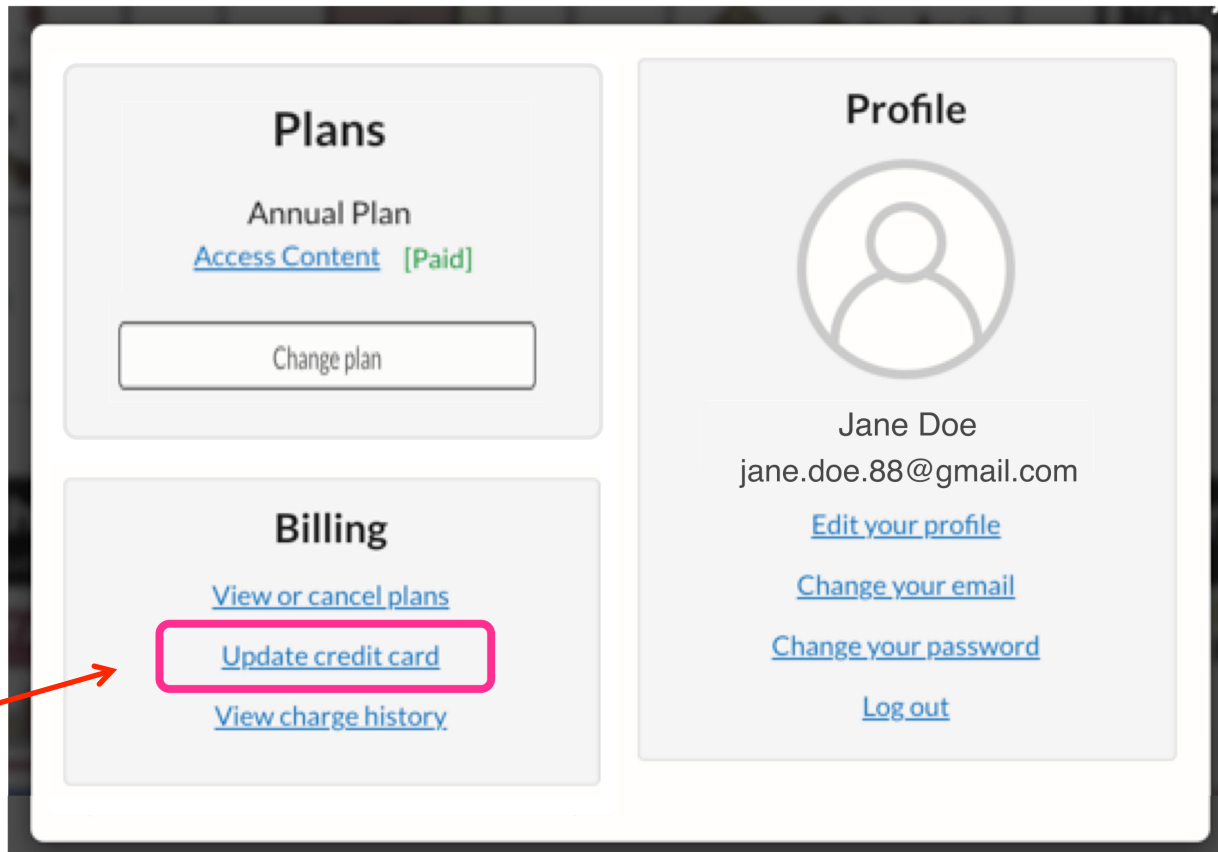 Plans
Annual Plan
Access Content [Paid]
Change plan
Billing
View or cancel plans
Update credit card
View charge history
Profile
Jane Doe
jane.doe.88@gmail.com
Edit your profile
Change your email
Change your password
Log out